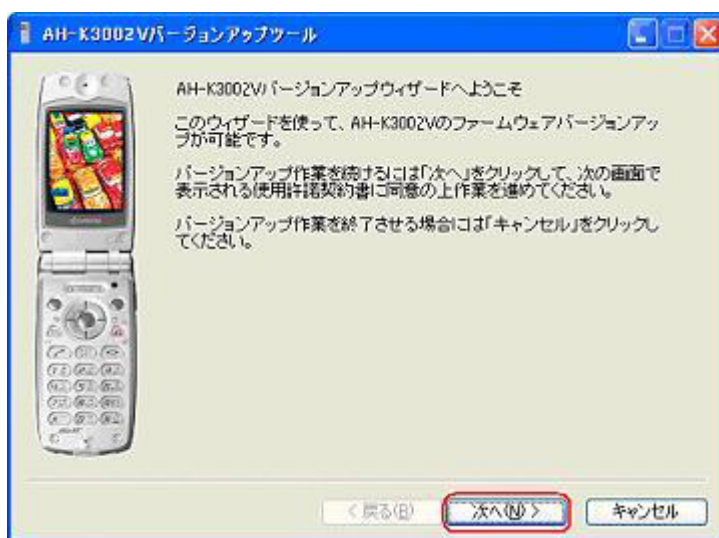 AH-K3002Vバージョンアップツール
AH-K3002Vバージョンアップウィザードへようこそ
このウィザードを使って、AH-K3002Vのファームウェアバージョンアッ
プが可能です。
バージョンアップ作業を続けるには「次へ」をクリックして、次の画面で
表示される使用許諾契約書に同意の上作業を進めてください。
バージョンアップ作業を終了させる場合には「キャンセル」をクリックし
てください。
< 戻る(B)
次へ(N) >
キャンセル